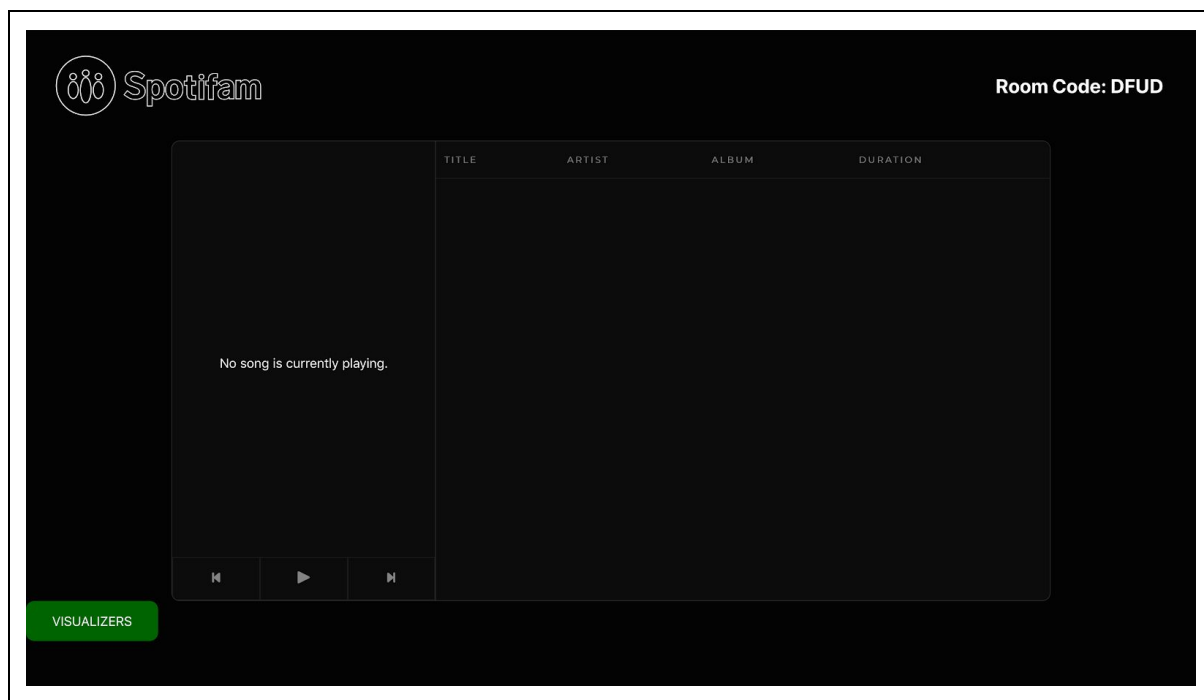 Spotifam
Room Code: DFUD
TITLE ARTIST ALBUM DURATION
No song is currently playing.
VISUALIZERS